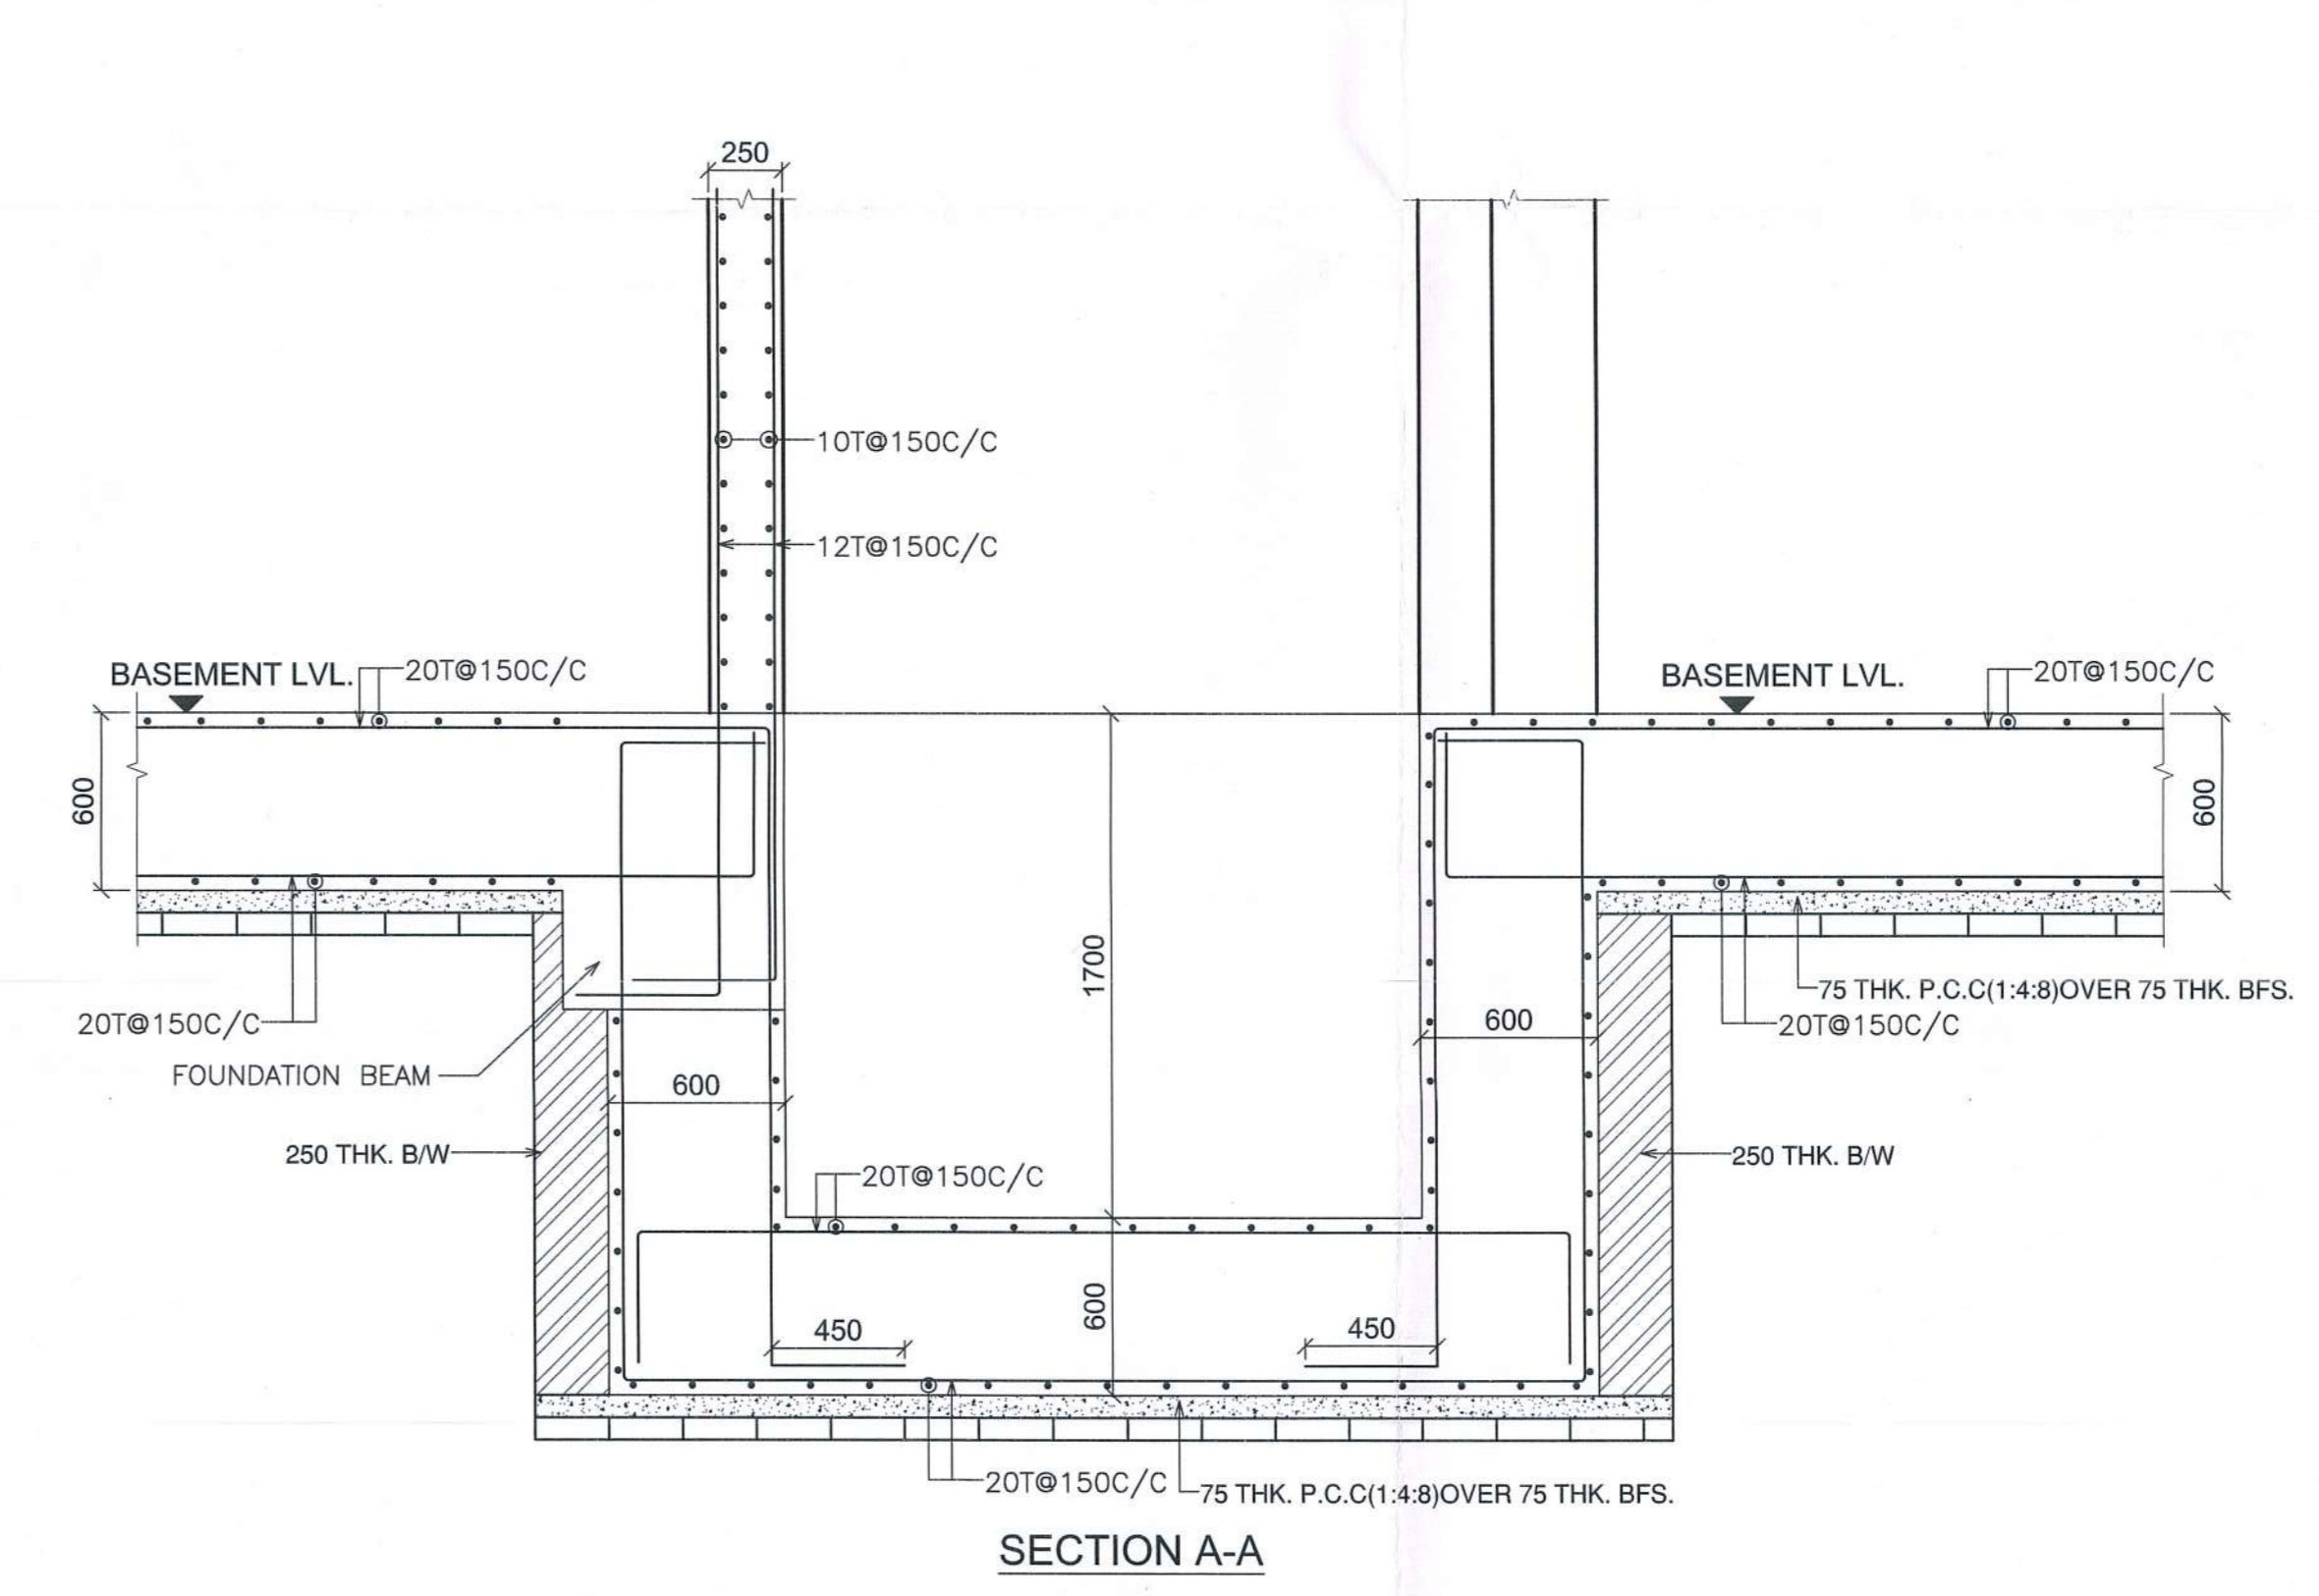 250
10T@150C/C
12T@150C/C
BASEMENT LVL.
20T@150C/C
BASEMENT LVL.
20T@150C/C
600
600
1700
75 THK. P.C.C(1:4:8)OVER 75 THK. BFS.
20T@150C/C
20T@150C/C
600
FOUNDATION BEAM
600
250 THK. B/W
250 THK. B/W
20T@150C/C
600
450
450
20T@150C/C
75 THK. P.C.C(1:4:8)OVER 75 THK. BFS.
SECTION A-A